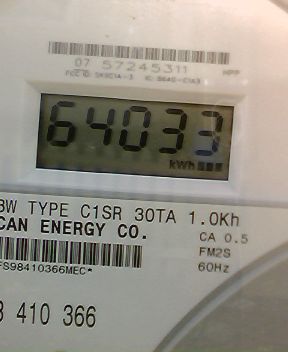 07 57245311
64033
kWh
3W TYPE C1SR 30TA 1.0Kh
CAN ENERGY CO.
CA 0.5
FM2S
60Hz
FS98410366MEC*
3 410 366